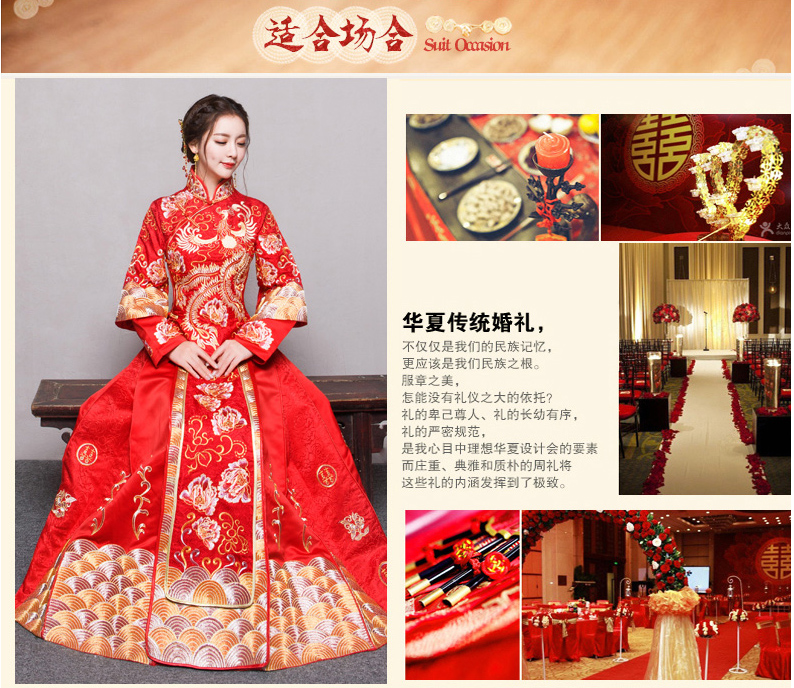 适合场合 Suit Occasion
囍
华夏传统婚礼，
不仅仅是我们的民族记忆，
更应该是我们民族之根。
服章之美，
怎能没有礼仪之大的依托？
礼的卑己尊人、礼的长幼有序，
礼的严密规范，
是我心目中理想华夏设计会的要素
而庄重、典雅和质朴的周礼将
这些礼的内涵发挥到了极致。
囍